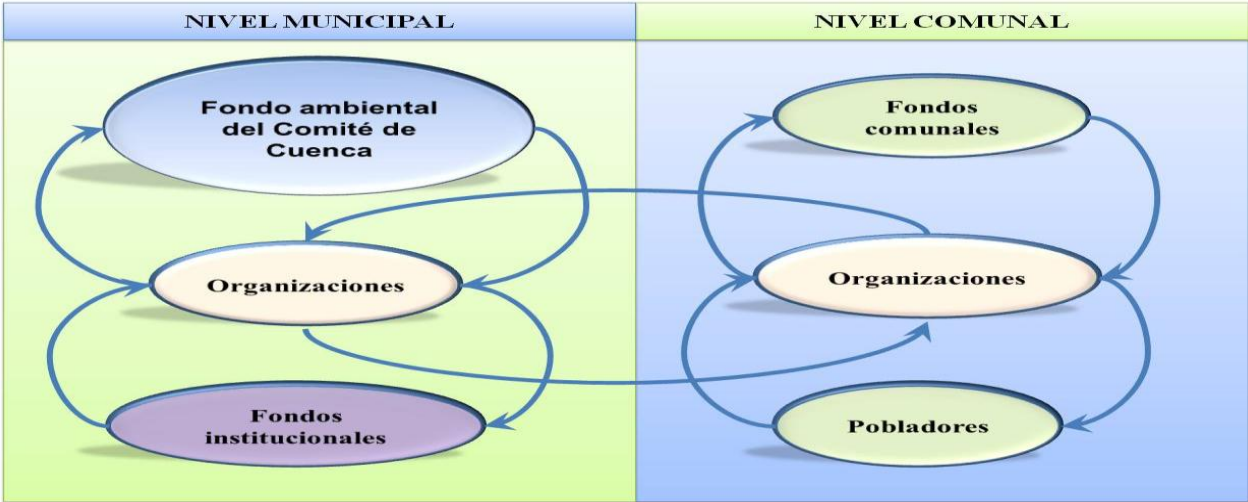 NIVEL MUNICIPAL
Fondo ambiental
del Comité de
Cuenca
Organizaciones
Fondos
institucionales
NIVEL COMUNAL
Fondos
comunales
Organizaciones
Pobladores